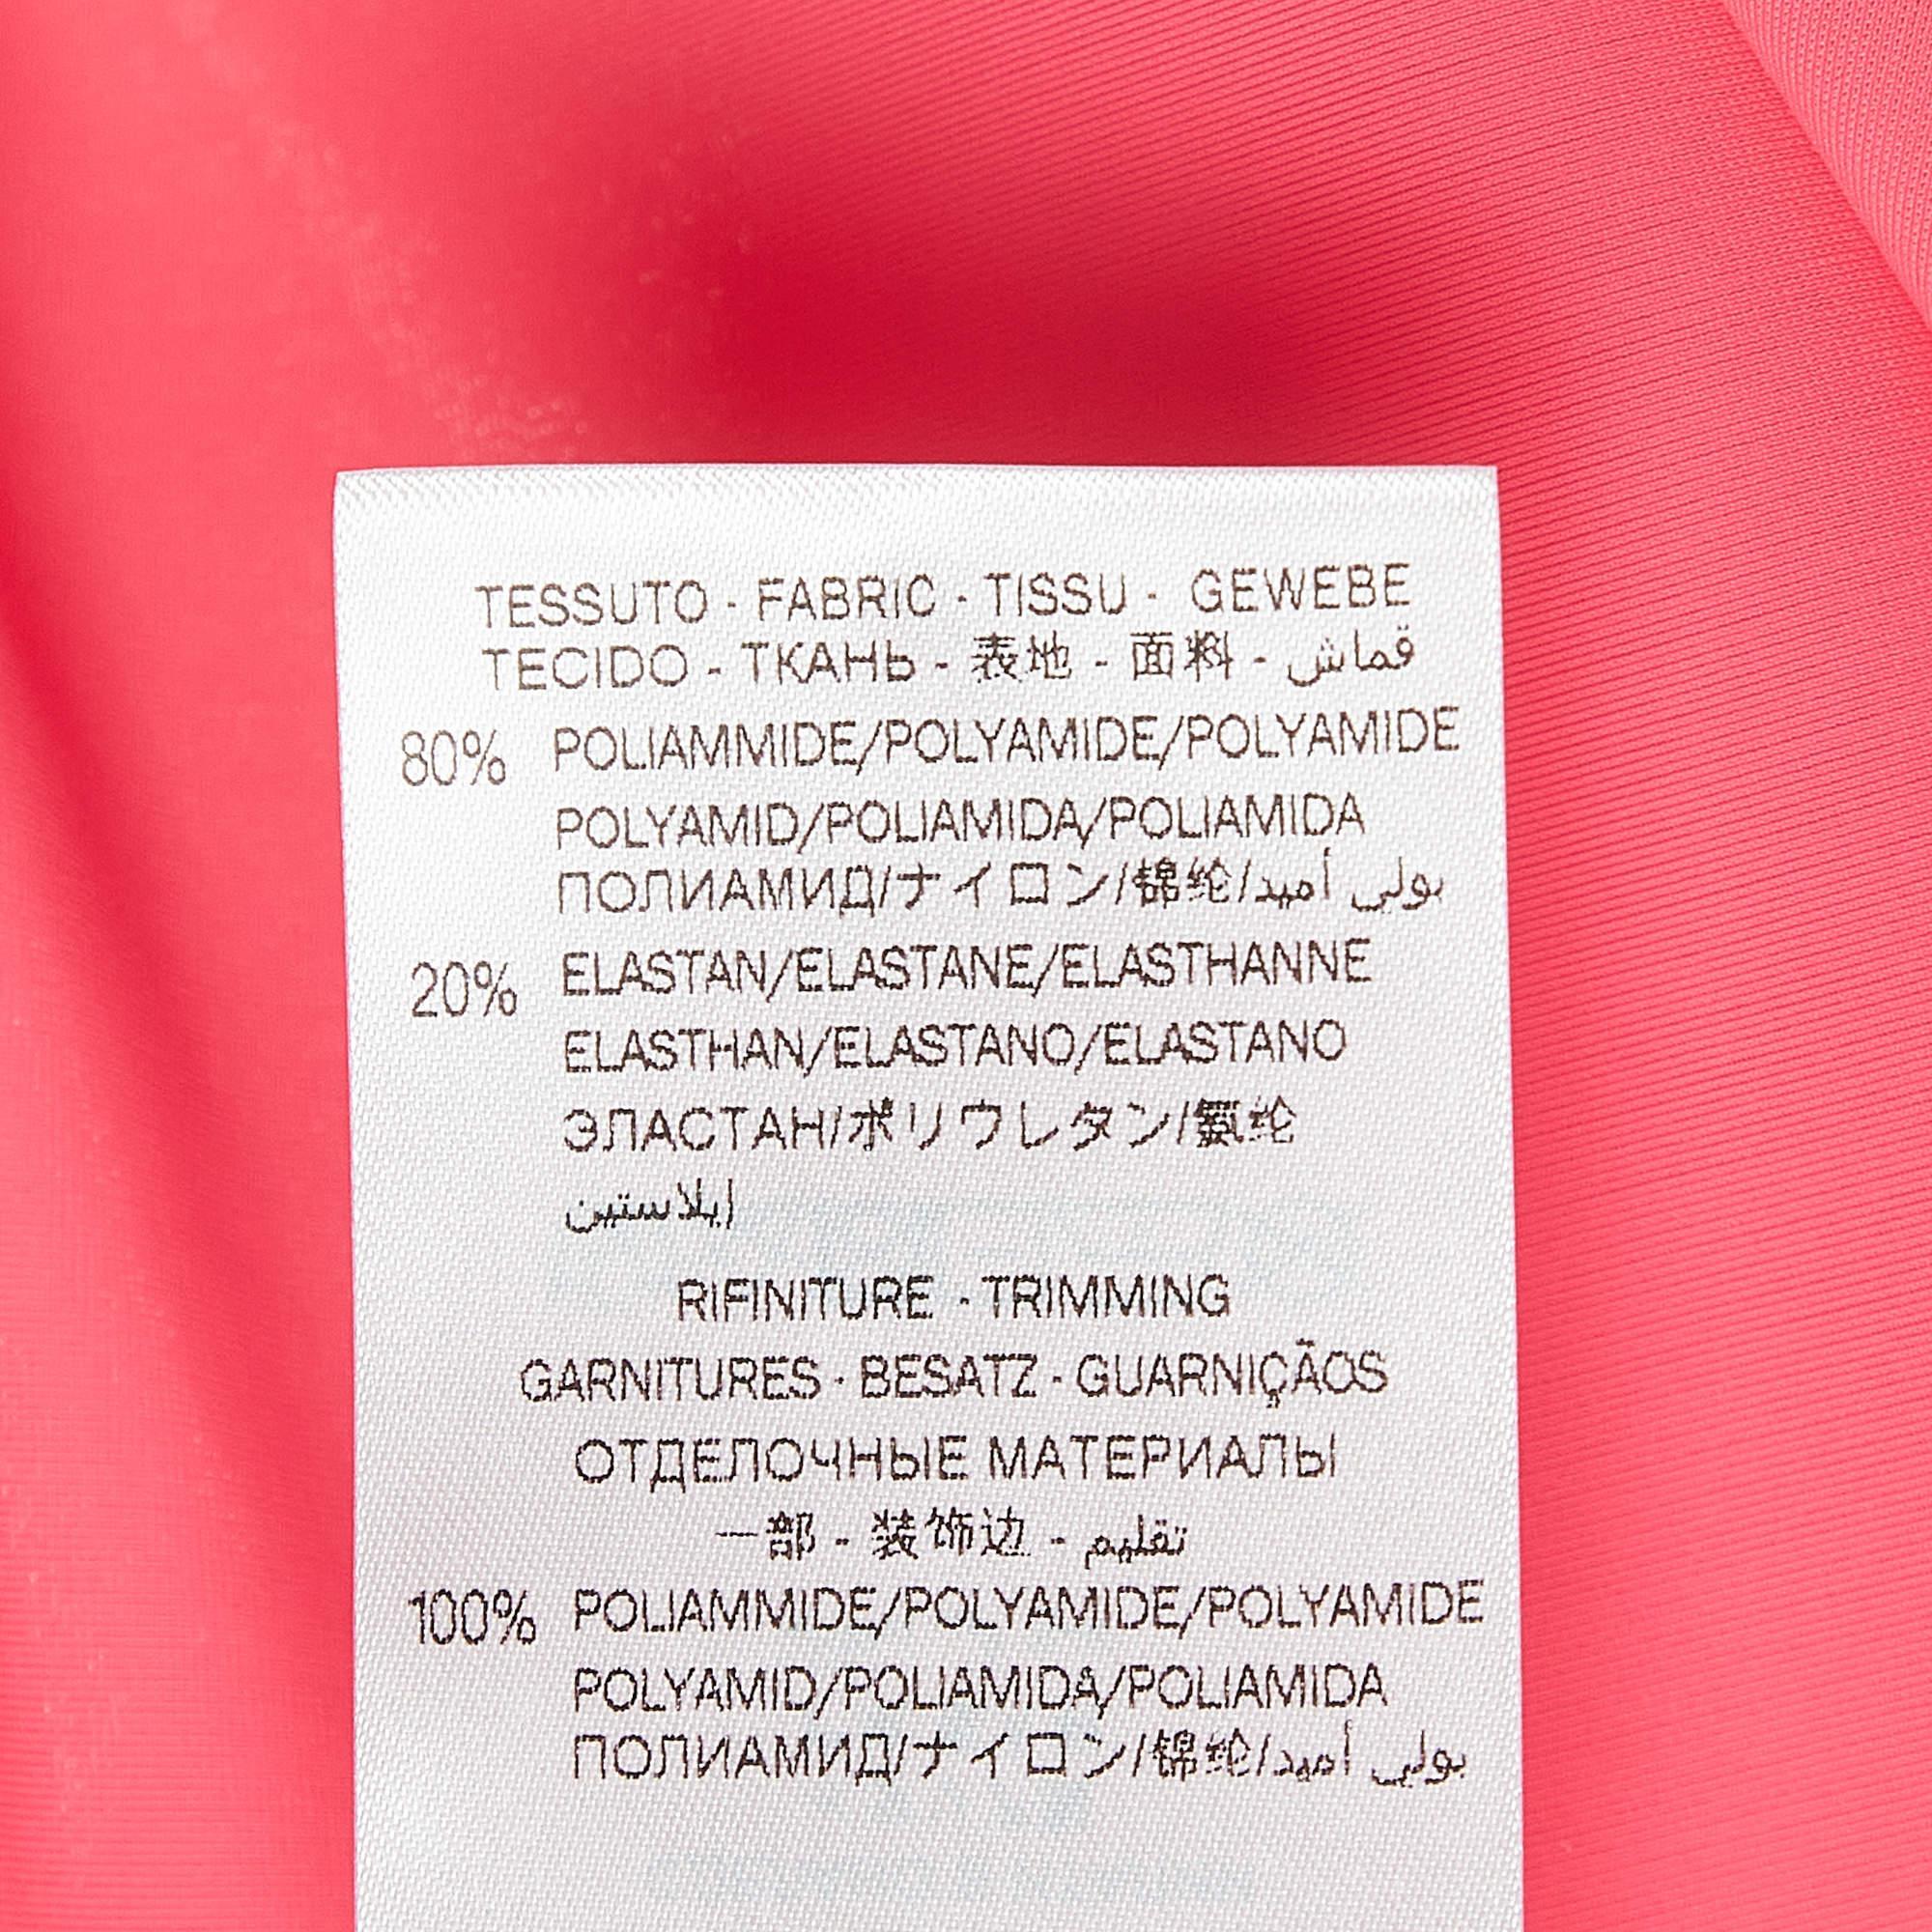 TESSUTO - FABRIC - TISSU - GEWEBE
TECIDO - ТКАНЬ - 表地 - 面料 - قماش
80% POLIAMMIDE/POLYAMIDE/POLYAMIDE
POLYAMID/POLIAMIDA/POLIAMIDA
ПОЛИАМИД/ナイロン/锦纶/بولي أميد
20% ELASTAN/ELASTANE/ELASTHANNE
ELASTHAN/ELASTANO/ELASTANO
ЭЛАСТАН/ポリウレタン/氨纶
إيلاستين
RIFINITURE - TRIMMING
GARNITURES - BESATZ - GUARNIÇÃOS
ОТДЕЛОЧНЫЕ МАТЕРИАЛЫ
一部 - 装饰边 - تقليم
100% POLIAMMIDE/POLYAMIDE/POLYAMIDE
POLYAMID/POLIAMIDA/POLIAMIDA
ПОЛИАМИД/ナイロン/锦纶/بولي أميد